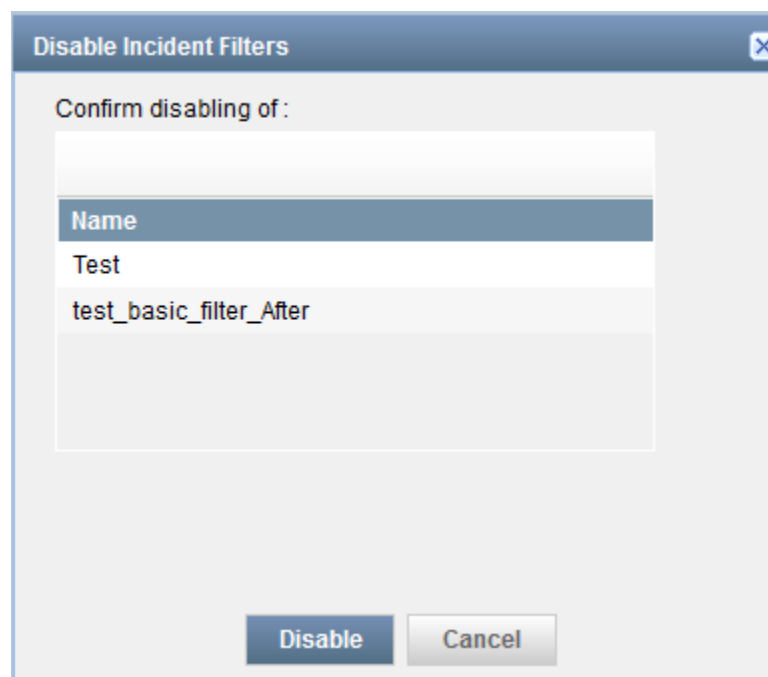 Disable Incident Filters
Confirm disabling of :
Name
Test
test_basic_filter_After
Disable Cancel